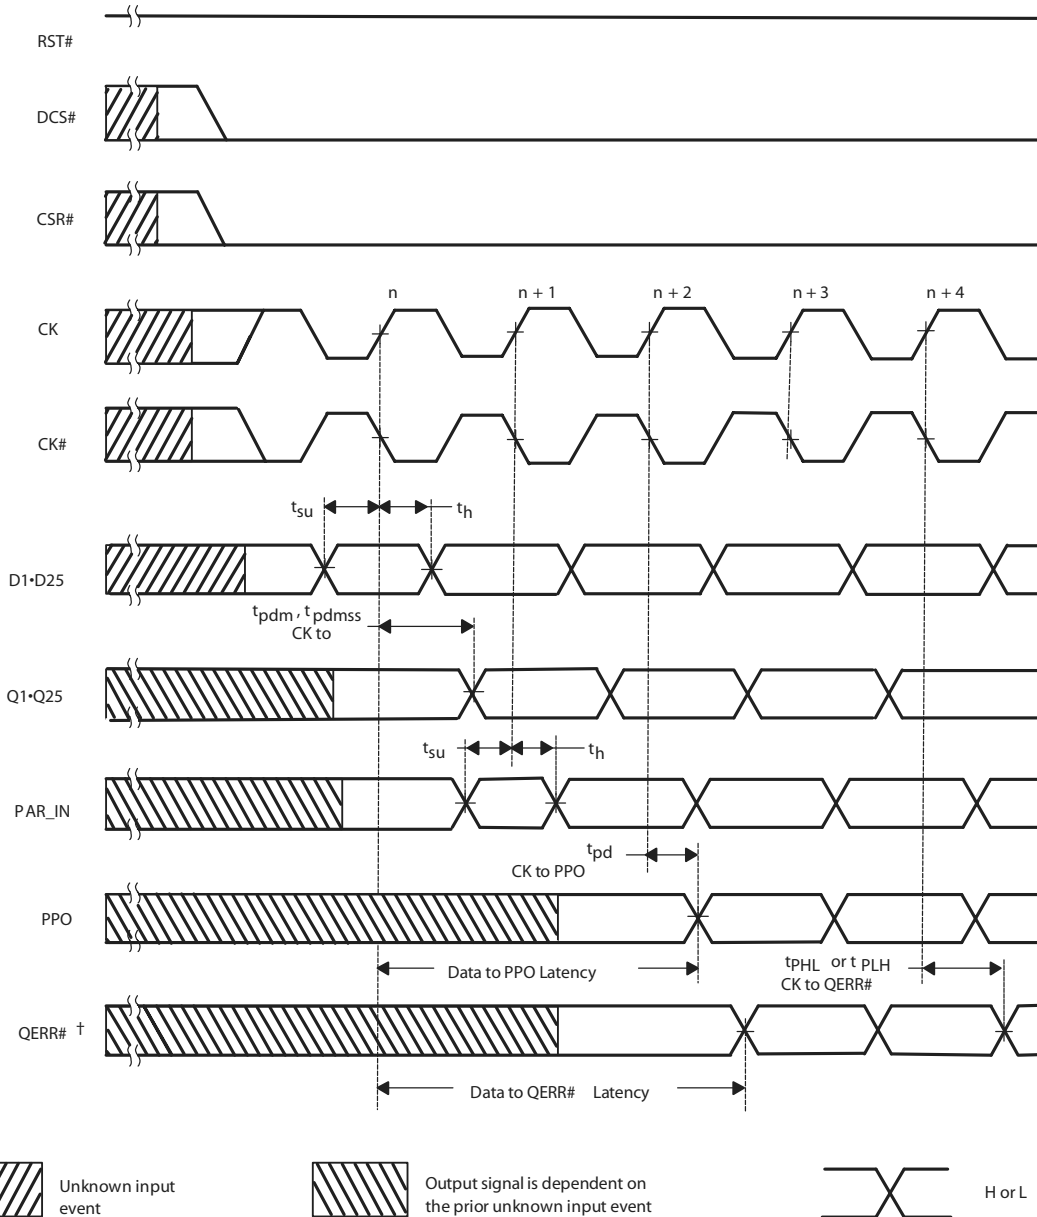 RST#
DCS#
CSR#
n n + 1 n + 2 n + 3 n + 4
CK
CK#
tsu th
D1•D25
tpdm, tpdmss
CK to
Q1•Q25
tsu th
PAR_IN
tpd
CK to PPO
PPO
Data to PPO Latency
tPHL or tPLH
CK to QERR#
QERR# †
Data to QERR# Latency
Unknown input
event
Output signal is dependent on
the prior unknown input event
H or L